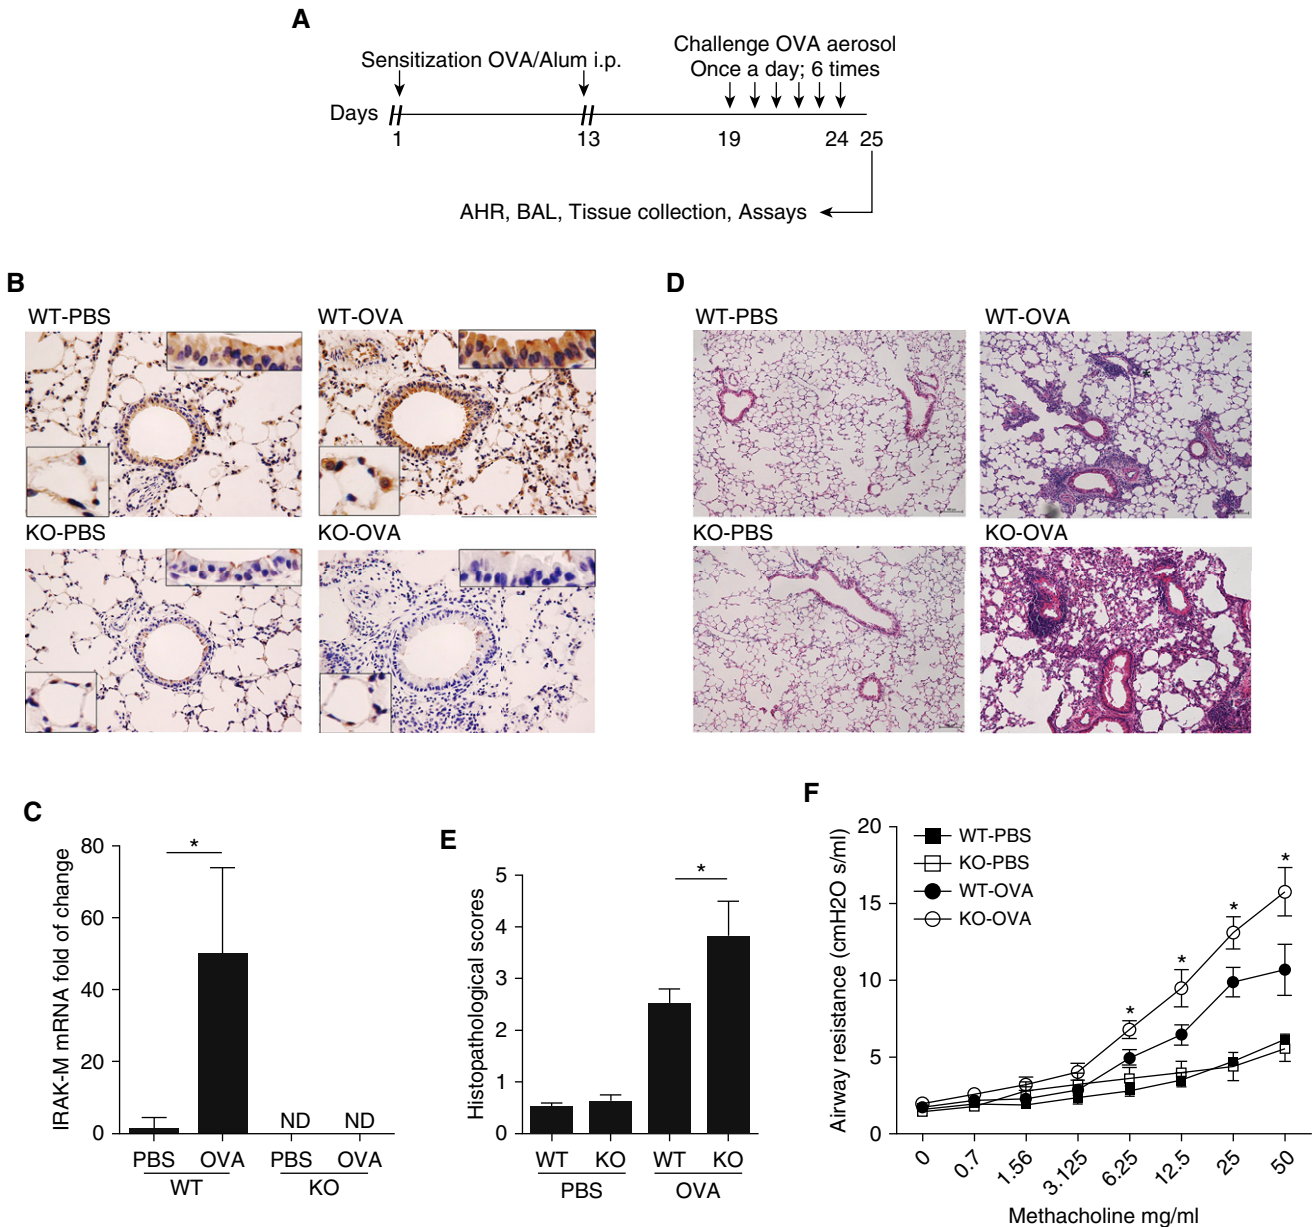 A
Sensitization OVA/Alum i.p.
Challenge OVA aerosol
Once a day; 6 times
Days
1 13 19 24 25
AHR, BAL, Tissue collection, Assays
B
WT-PBS WT-OVA
KO-PBS KO-OVA
D
WT-PBS WT-OVA
*
KO-PBS KO-OVA
C
IRAK-M mRNA fold of change
80
60
40
20
0
*
ND ND
PBS OVA PBS OVA
WT KO
E
Histopathological scores
5
4
3
2
1
0
*
WT KO WT KO
PBS OVA
F
Airway resistance (cmH2O s/ml)
20
15
10
5
0
WT-PBS
KO-PBS
WT-OVA
KO-OVA
* * * *
0 0.7 1.56 3.125 6.25 12.5 25 50
Methacholine mg/ml